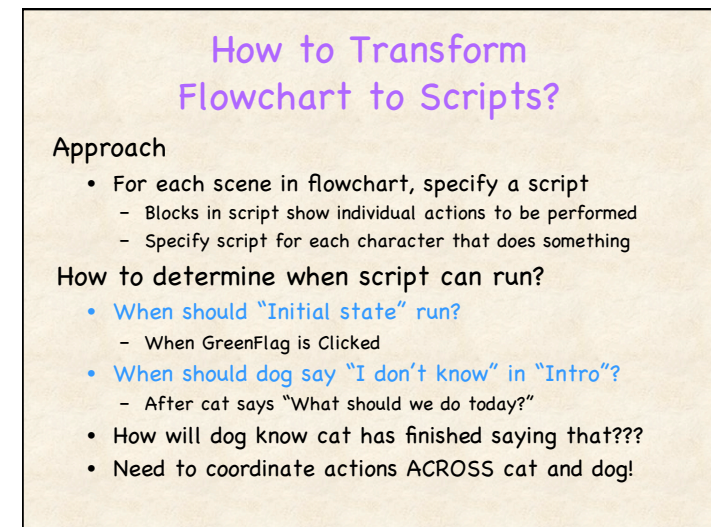 How to Transform
Flowchart to Scripts?
Approach
• For each scene in flowchart, specify a script
– Blocks in script show individual actions to be performed
– Specify script for each character that does something
How to determine when script can run?
• When should “Initial state” run?
– When GreenFlag is Clicked
• When should dog say “I don’t know” in “Intro”?
– After cat says “What should we do today?”
• How will dog know cat has finished saying that???
• Need to coordinate actions ACROSS cat and dog!